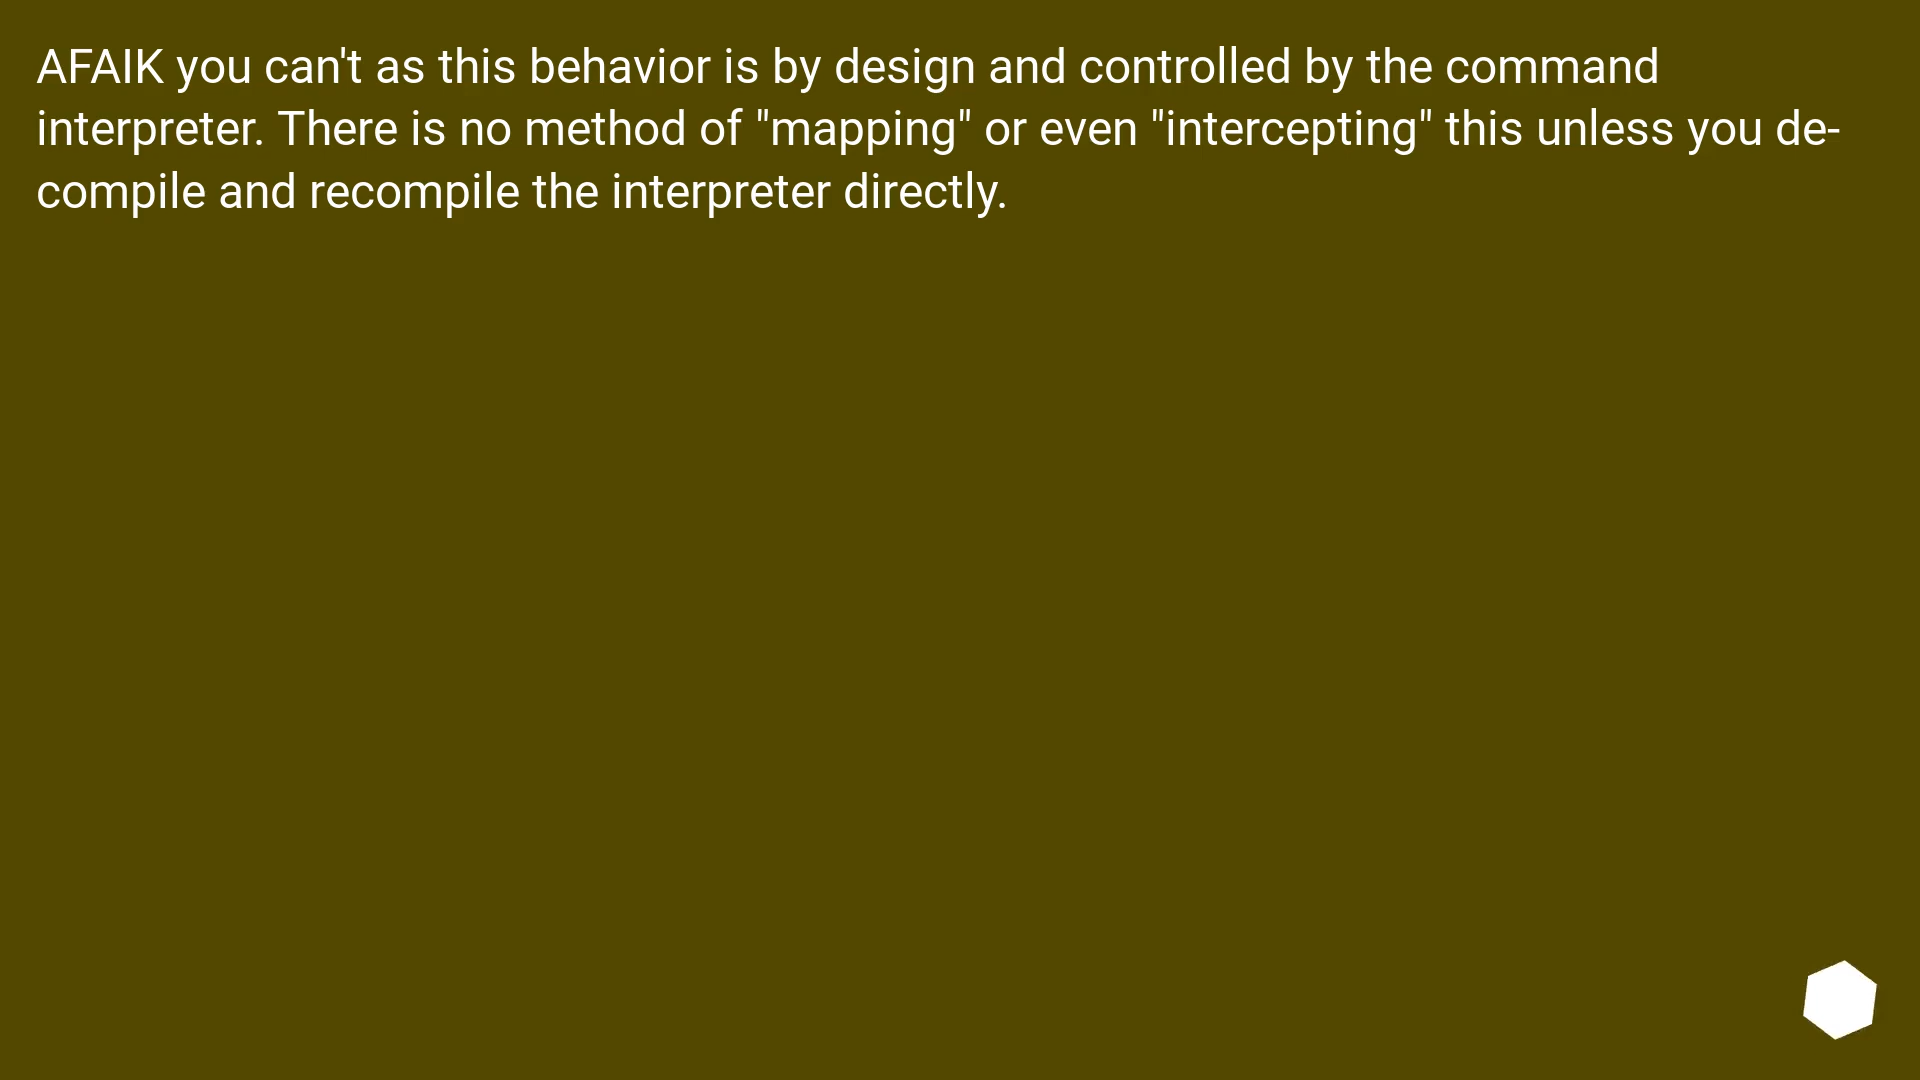 AFAIK you can't as this behavior is by design and controlled by the command
interpreter. There is no method of "mapping" or even "intercepting" this unless you de-
compile and recompile the interpreter directly.